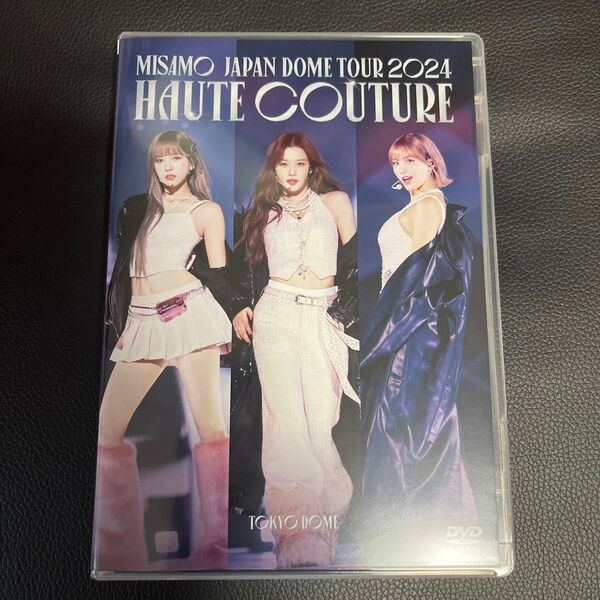 MISAMO JAPAN DOME TOUR 2024
HAUTE COUTURE
TOKYO DOME
DVD